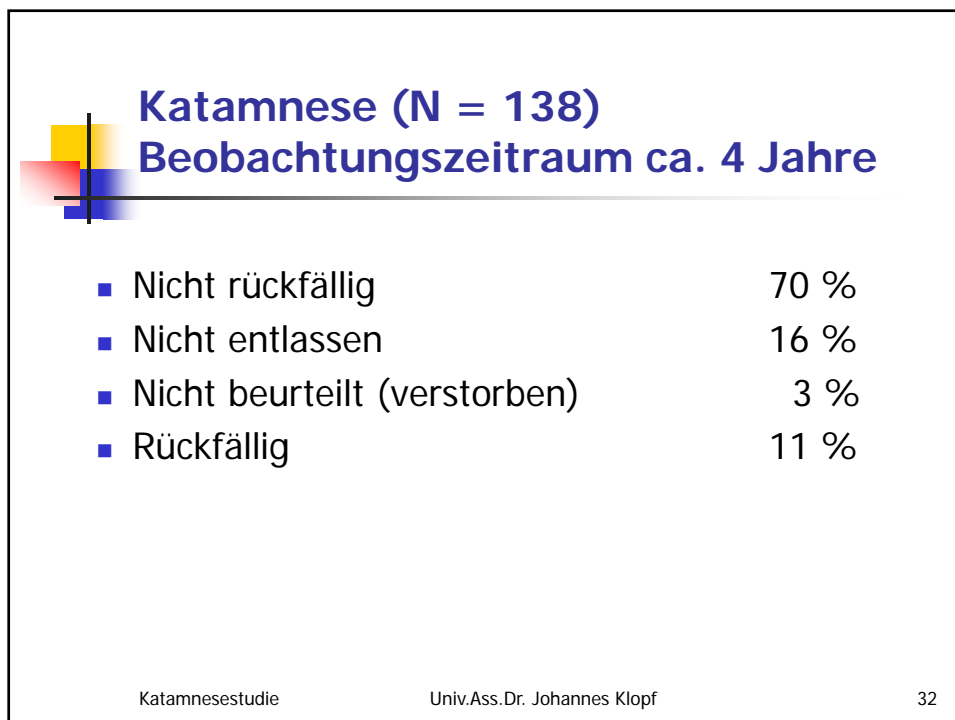 Katamnese (N = 138)
Beobachtungszeitraum ca. 4 Jahre
Nicht rückfällig 70 %
Nicht entlassen 16 %
Nicht beurteilt (verstorben) 3 %
Rückfällig 11 %
Katamnesestudie Univ.Ass.Dr. Johannes Klopf 32